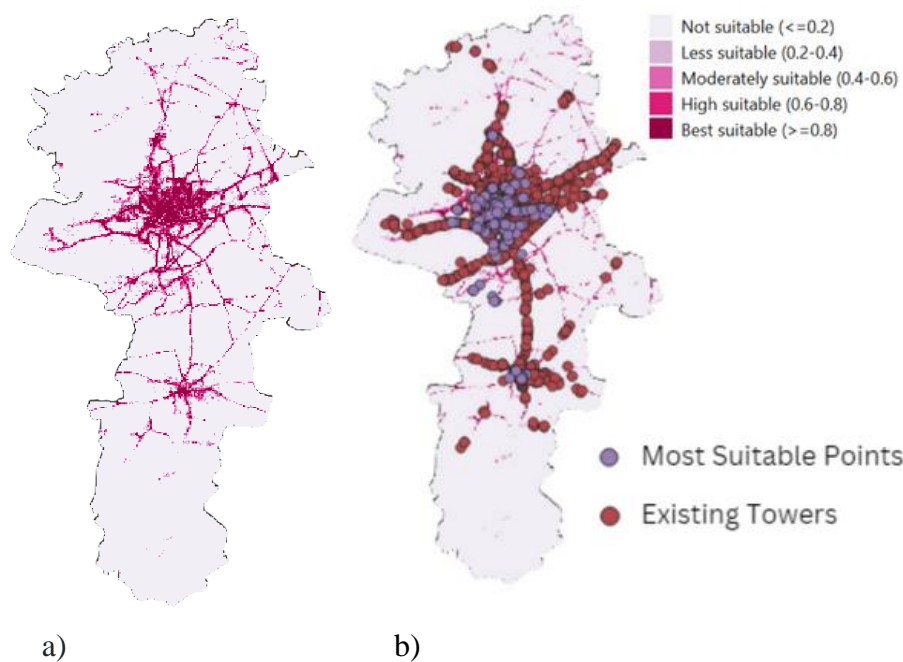 Not suitable (<=0.2)
Less suitable (0.2-0.4)
Moderately suitable (0.4-0.6)
High suitable (0.6-0.8)
Best suitable (>=0.8)
Most Suitable Points
Existing Towers
a)
b)